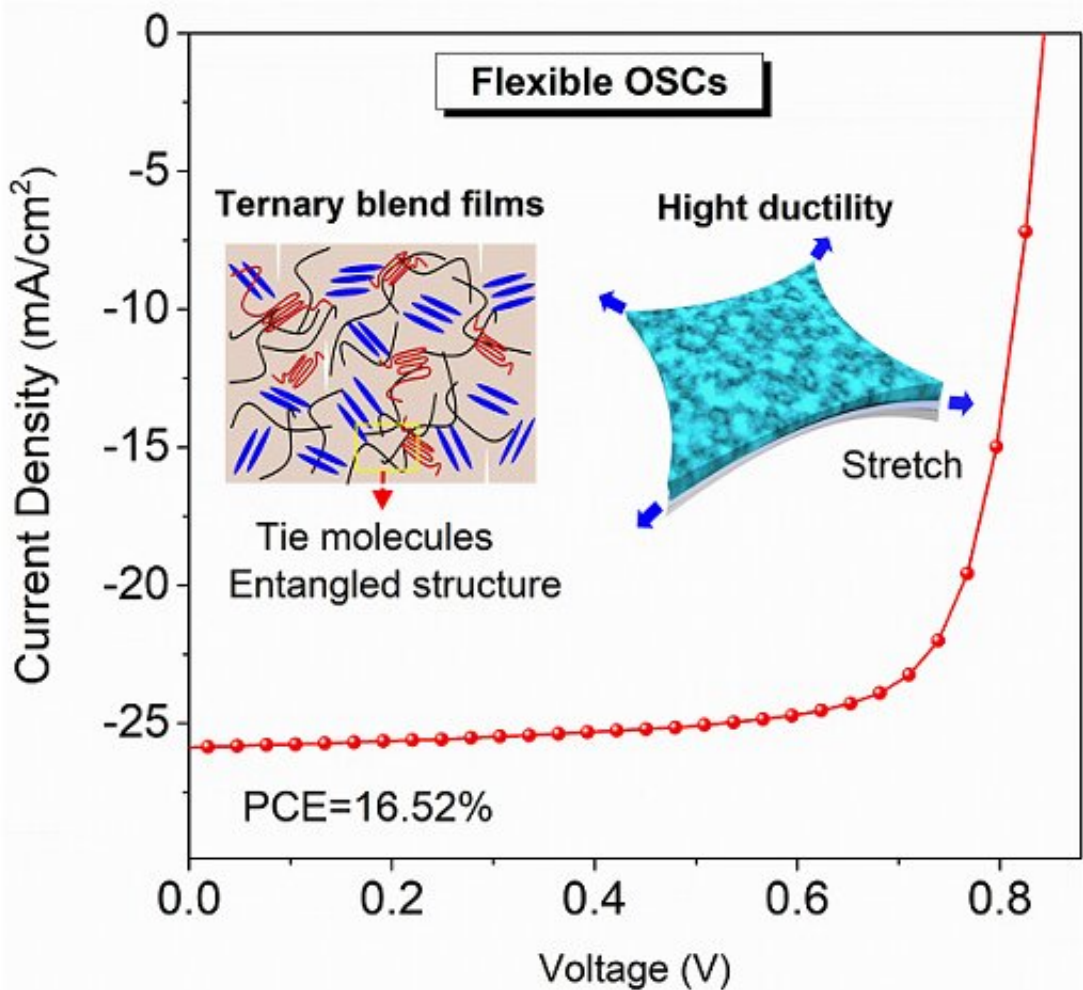 Flexible OSCs
Ternary blend films
Hight ductility
Stretch
Tie molecules
Entangled structure
PCE=16.52%
Current Density (mA/cm²)
0
-5
-10
-15
-20
-25
0.0
0.2
0.4
0.6
0.8
Voltage (V)